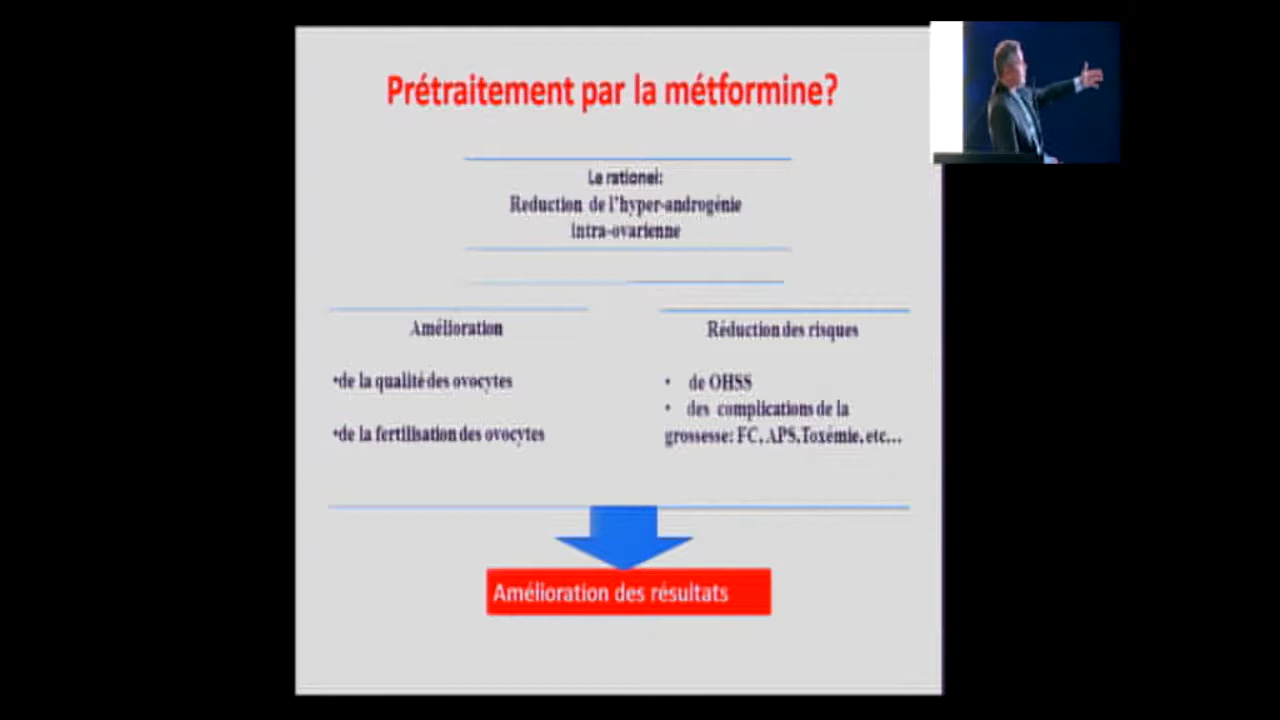 Prétraitement par la métformine?
Le rationel:
Reduction de l'hyper-androgénie
intra-ovarienne
Amélioration
•de la qualité des ovocytes
•de la fertilisation des ovocytes
Réduction des risques
• de OHSS
• des complications de la
grossesse: FC, APS, Toxémie, etc...
Amélioration des résultats